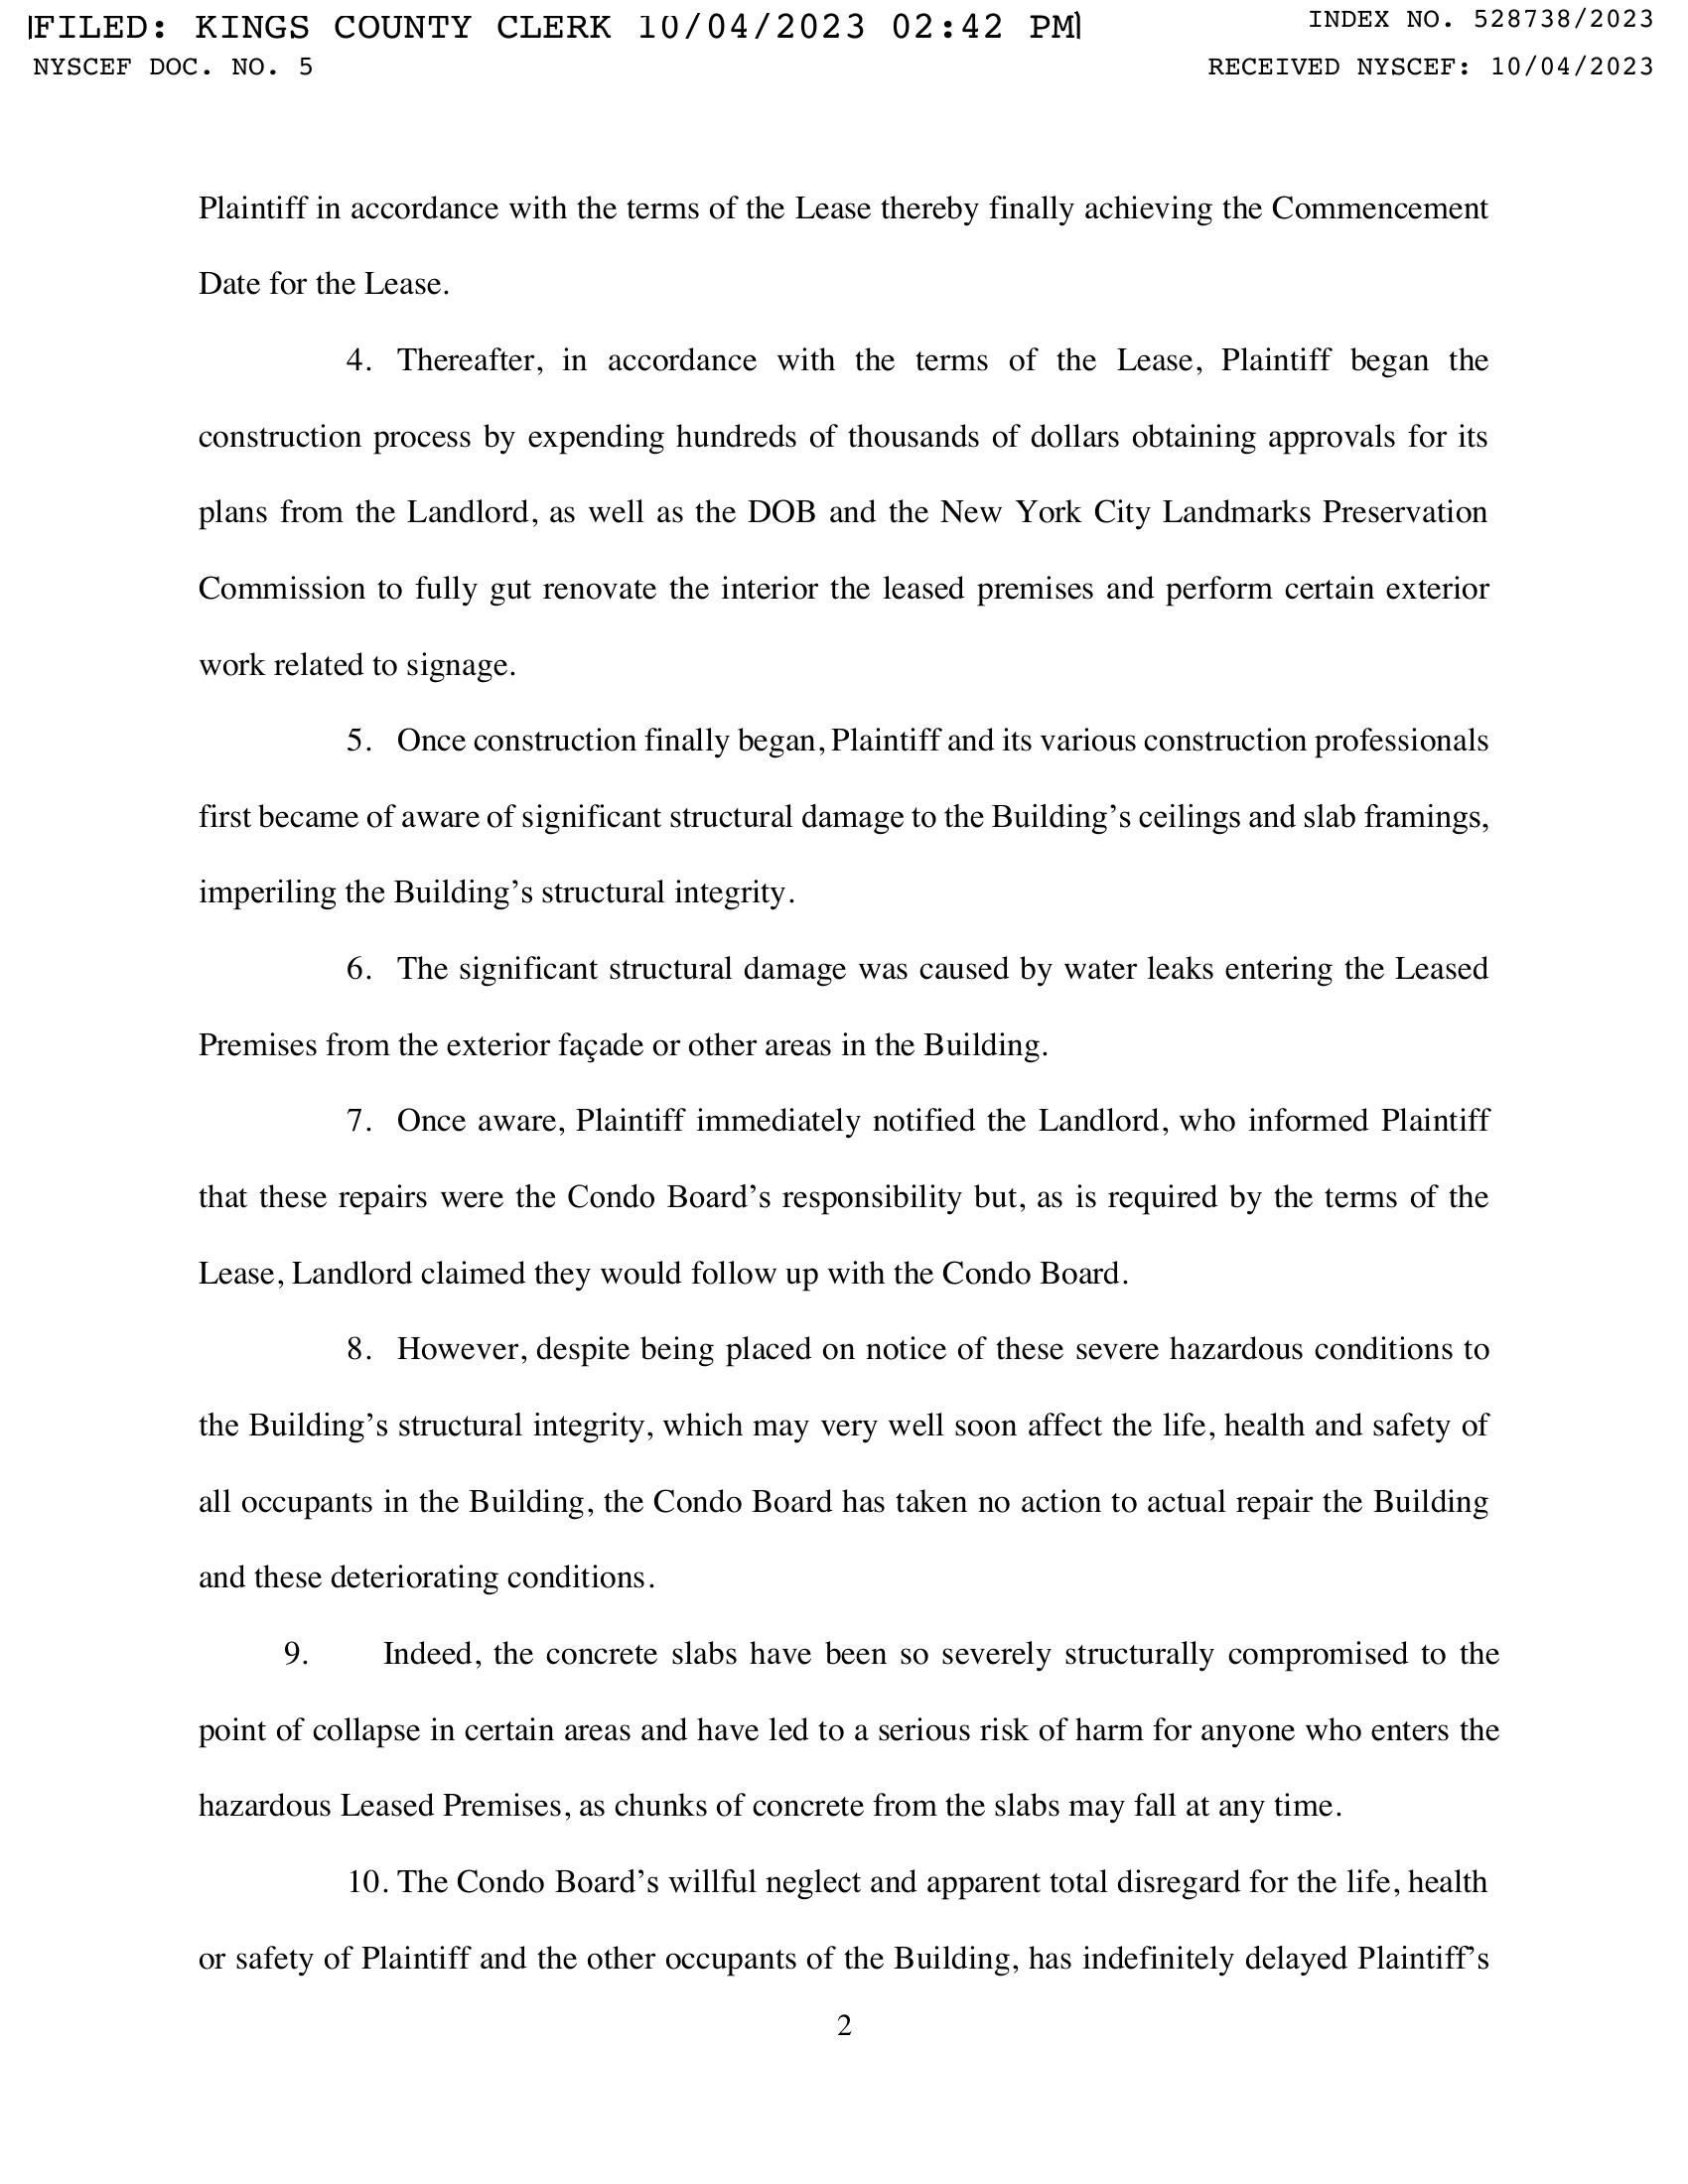 FILED: KINGS COUNTY CLERK 10/04/2023 02:42 PM
INDEX NO. 528738/2023
NYSCEF DOC. NO. 5
RECEIVED NYSCEF: 10/04/2023
Plaintiff in accordance with the terms of the Lease thereby finally achieving the Commencement
Date for the Lease.
4. Thereafter, in accordance with the terms of the Lease, Plaintiff began the
construction process by expending hundreds of thousands of dollars obtaining approvals for its
plans from the Landlord, as well as the DOB and the New York City Landmarks Preservation
Commission to fully gut renovate the interior the leased premises and perform certain exterior
work related to signage.
5. Once construction finally began, Plaintiff and its various construction professionals
first became of aware of significant structural damage to the Building’s ceilings and slab framings,
imperiling the Building’s structural integrity.
6. The significant structural damage was caused by water leaks entering the Leased
Premises from the exterior façade or other areas in the Building.
7. Once aware, Plaintiff immediately notified the Landlord, who informed Plaintiff
that these repairs were the Condo Board’s responsibility but, as is required by the terms of the
Lease, Landlord claimed they would follow up with the Condo Board.
8. However, despite being placed on notice of these severe hazardous conditions to
the Building’s structural integrity, which may very well soon affect the life, health and safety of
all occupants in the Building, the Condo Board has taken no action to actual repair the Building
and these deteriorating conditions.
9. Indeed, the concrete slabs have been so severely structurally compromised to the
point of collapse in certain areas and have led to a serious risk of harm for anyone who enters the
hazardous Leased Premises, as chunks of concrete from the slabs may fall at any time.
10. The Condo Board’s willful neglect and apparent total disregard for the life, health
or safety of Plaintiff and the other occupants of the Building, has indefinitely delayed Plaintiff’s
2